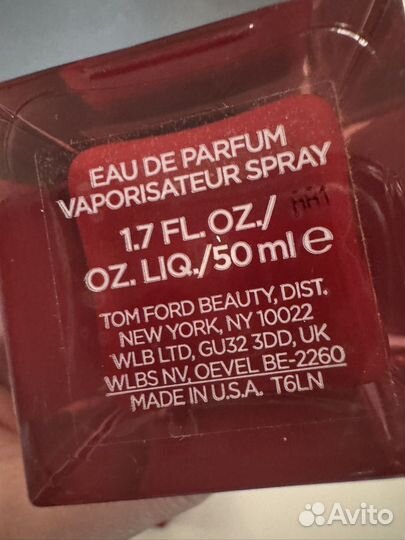 EAU DE PARFUM
VAPORISATEUR SPRAY
1.7 FL. OZ./
OZ. LIQ./50 ml e
TOM FORD BEAUTY, DIST.
NEW YORK, NY 10022
WLB LTD, GU32 3DD, UK
WLBS NV, OEVEL BE-2260
MADE IN U.S.A. T6LN
Avito